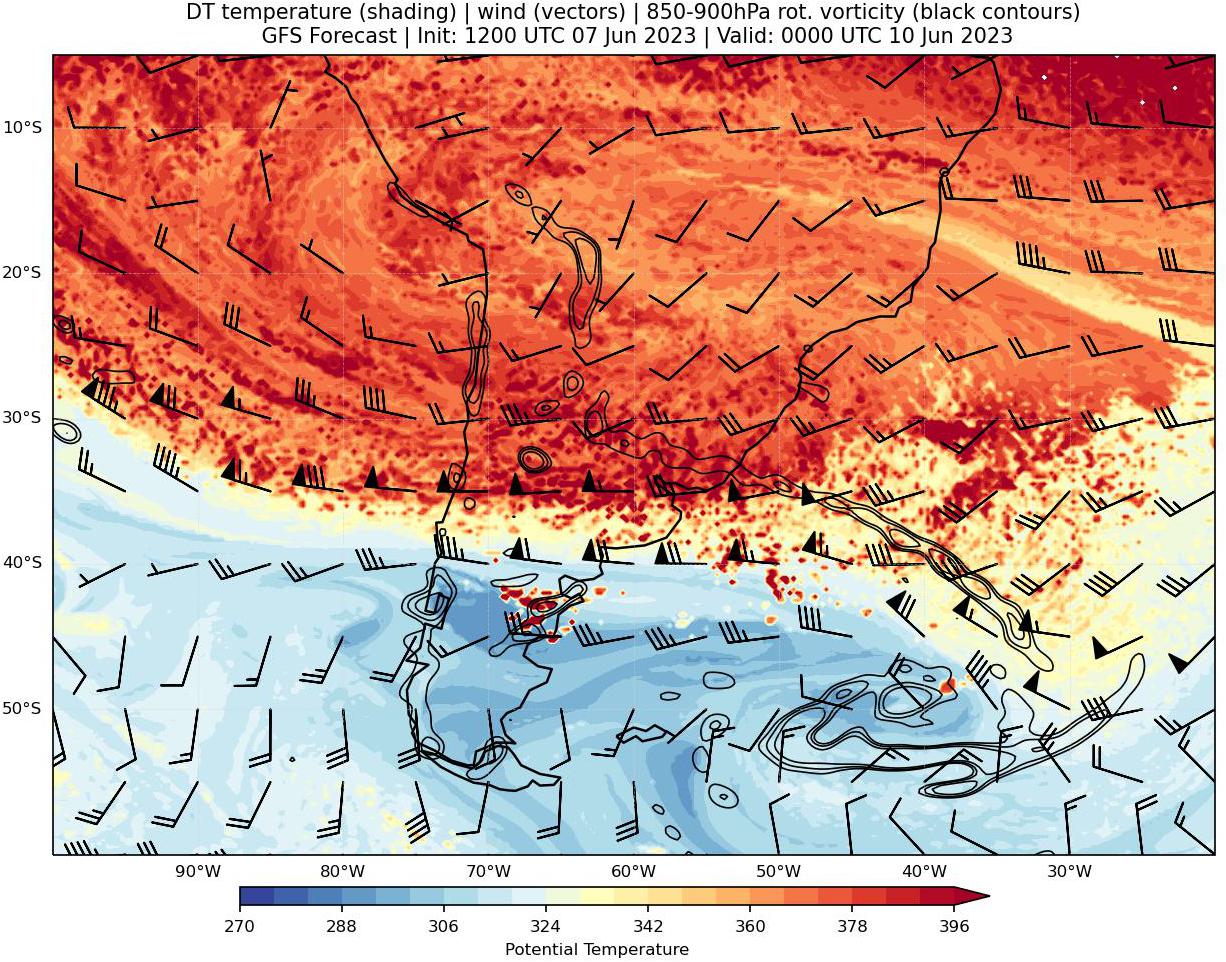 DT temperature (shading) | wind (vectors) | 850-900hPa rot. vorticity (black contours)
GFS Forecast | Init: 1200 UTC 07 Jun 2023 | Valid: 0000 UTC 10 Jun 2023
10°S
20°S
30°S
40°S
50°S
90°W 80°W 70°W 60°W 50°W 40°W 30°W
270 288 306 324 342 360 378 396
Potential Temperature